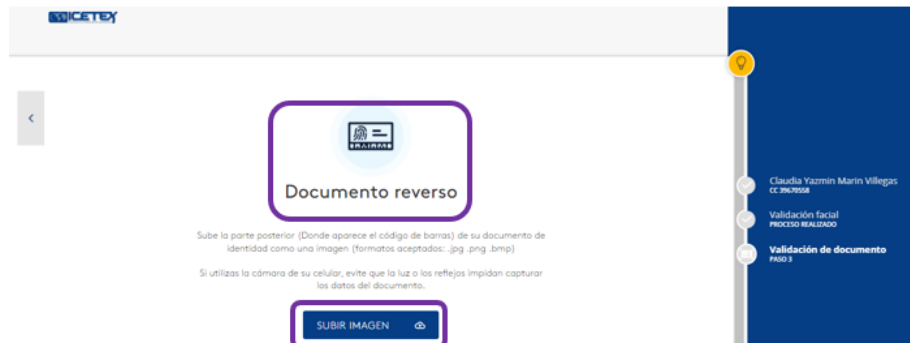 ICETEX
Documento reverso
Sube la parte posterior (Donde aparece el código de barras) de su documento de
identidad como una imagen (formatos aceptados: .jpg .png .bmp)
Si utilizas la cámara de su celular, evite que la luz o los reflejos impidan capturar
los datos del documento.
SUBIR IMAGEN
Claudia Yazmin Marin Villegas
CC 39670558
Validación facial
PROCESO REALIZADO
Validación de documento
PASO 3